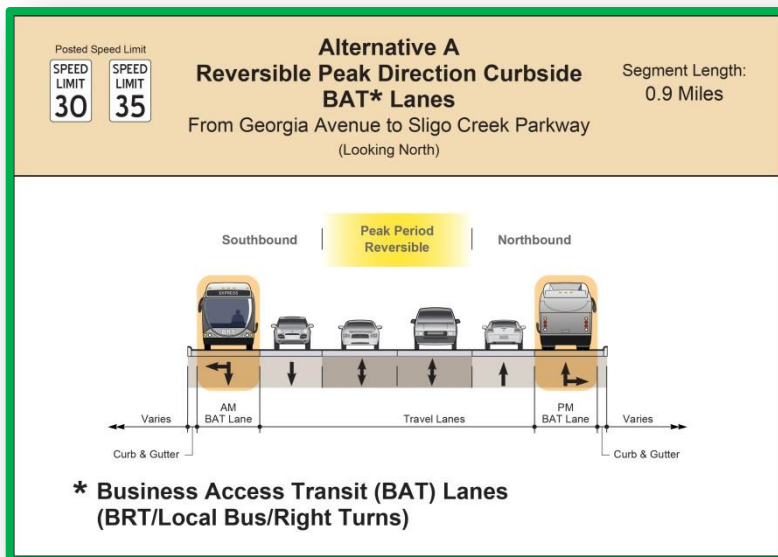 Posted Speed Limit
SPEED
LIMIT
30
SPEED
LIMIT
35
Alternative A
Reversible Peak Direction Curbside
BAT* Lanes
From Georgia Avenue to Sligo Creek Parkway
(Looking North)
Segment Length:
0.9 Miles
Southbound
Peak Period
Reversible
Northbound
EXPRESS
BRT
Varies
AM
BAT Lane
Travel Lanes
PM
BAT Lane
Varies
Curb & Gutter
Curb & Gutter
* Business Access Transit (BAT) Lanes
(BRT/Local Bus/Right Turns)